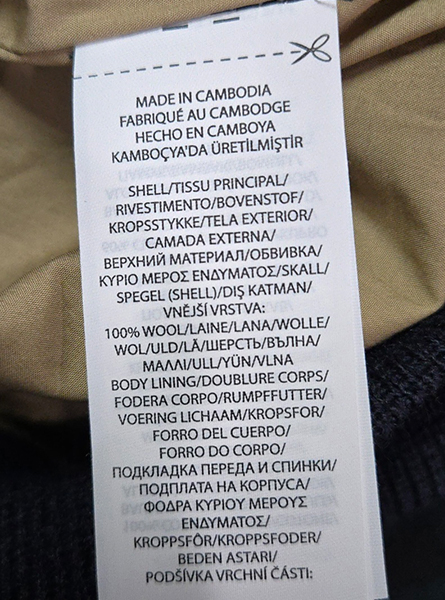 MADE IN CAMBODIA
FABRIQUÉ AU CAMBODGE
HECHO EN CAMBOYA
KAMBOÇYA'DA ÜRETİLMİŞTİR
SHELL/TISSU PRINCIPAL/
RIVESTIMENTO/BOVENSTOF/
KROPSSTYKKE/TELA EXTERIOR/
CAMADA EXTERNA/
ВЕРХНИЙ МАТЕРИАЛ/ОБВИВКА/
ΚΥΡΙΟ ΜΕΡΟΣ ΕΝΔΥΜΑΤΟΣ/SKALL/
SPEGEL (SHELL)/DIŞ KATMAN/
VNĚJŠÍ VRSTVA:
100% WOOL/LAINE/LANA/WOLLE/
WOL/ULD/LÃ/ШЕРСТЬ/ВЪЛНА/
ΜΑΛΛΙ/ULL/YÜN/VLNA
BODY LINING/DOUBLURE CORPS/
FODERA CORPO/RUMPFFUTTER/
VOERING LICHAAM/KROPSFOR/
FORRO DEL CUERPO/
FORRO DO CORPO/
ПОДКЛАДКА ПЕРЕДА И СПИНКИ/
ПОДПЛАТА НА КОРПУСА/
ΦΟΔΡΑ ΚΥΡΙΟΥ ΜΕΡΟΥΣ
ΕΝΔΥΜΑΤΟΣ/
KROPPSFÔR/KROPPSFODER/
BEDEN ASTARI/
PODŠÍVKA VRCHNÍ ČÁSTI: